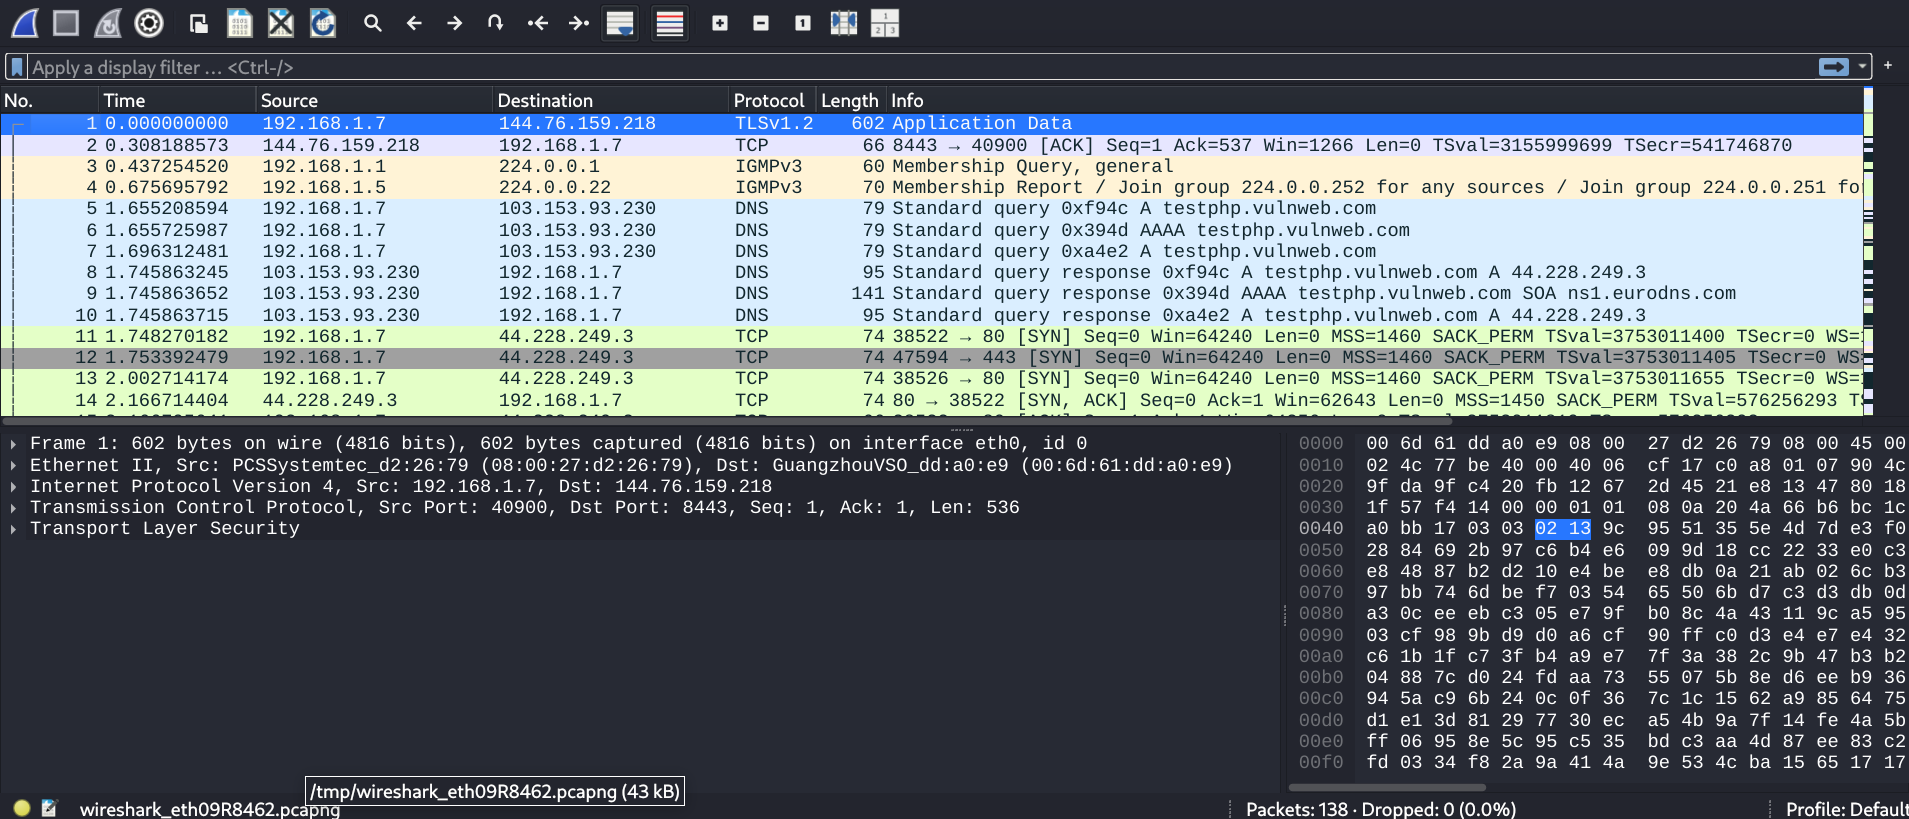 Apply a display filter … <Ctrl-/>
+
No. Time Source Destination Protocol Length Info
1 0.000000000 192.168.1.7 144.76.159.218 TLSv1.2 602 Application Data
2 0.308188573 144.76.159.218 192.168.1.7 TCP 66 8443 → 40900 [ACK] Seq=1 Ack=537 Win=1266 Len=0 TSval=3155999699 TSecr=541746870
3 0.437254520 192.168.1.1 224.0.0.1 IGMPv3 60 Membership Query, general
4 0.675695792 192.168.1.5 224.0.0.22 IGMPv3 70 Membership Report / Join group 224.0.0.252 for any sources / Join group 224.0.0.251 fo
5 1.655208594 192.168.1.7 103.153.93.230 DNS 79 Standard query 0xf94c A testphp.vulnweb.com
6 1.655725987 192.168.1.7 103.153.93.230 DNS 79 Standard query 0x394d AAAA testphp.vulnweb.com
7 1.696312481 192.168.1.7 103.153.93.230 DNS 79 Standard query 0xa4e2 A testphp.vulnweb.com
8 1.745863245 103.153.93.230 192.168.1.7 DNS 95 Standard query response 0xf94c A testphp.vulnweb.com A 44.228.249.3
9 1.745863652 103.153.93.230 192.168.1.7 DNS 141 Standard query response 0x394d AAAA testphp.vulnweb.com SOA ns1.eurodns.com
10 1.745863715 103.153.93.230 192.168.1.7 DNS 95 Standard query response 0xa4e2 A testphp.vulnweb.com A 44.228.249.3
11 1.748270182 192.168.1.7 44.228.249.3 TCP 74 38522 → 80 [SYN] Seq=0 Win=64240 Len=0 MSS=1460 SACK_PERM TSval=3753011400 TSecr=0 WS=
12 1.753392479 192.168.1.7 44.228.249.3 TCP 74 47594 → 443 [SYN] Seq=0 Win=64240 Len=0 MSS=1460 SACK_PERM TSval=3753011405 TSecr=0 WS=
13 2.002714174 192.168.1.7 44.228.249.3 TCP 74 38526 → 80 [SYN] Seq=0 Win=64240 Len=0 MSS=1460 SACK_PERM TSval=3753011655 TSecr=0 WS=
14 2.166714404 44.228.249.3 192.168.1.7 TCP 74 80 → 38522 [SYN, ACK] Seq=0 Ack=1 Win=62643 Len=0 MSS=1450 SACK_PERM TSval=576256293 T
Frame 1: 602 bytes on wire (4816 bits), 602 bytes captured (4816 bits) on interface eth0, id 0
Ethernet II, Src: PCSSystemtec_d2:26:79 (08:00:27:d2:26:79), Dst: GuangzhouVSO_dd:a0:e9 (00:6d:61:dd:a0:e9)
Internet Protocol Version 4, Src: 192.168.1.7, Dst: 144.76.159.218
Transmission Control Protocol, Src Port: 40900, Dst Port: 8443, Seq: 1, Ack: 1, Len: 536
Transport Layer Security
0000 00 6d 61 dd a0 e9 08 00 27 d2 26 79 08 00 45 00
0010 02 4c 77 be 40 00 40 06 cf 17 c0 a8 01 07 90 4c
0020 9f da 9f c4 20 fb 12 67 2d 45 21 e8 13 47 80 18
0030 1f 57 f4 14 00 00 01 01 08 0a 20 4a 66 b6 bc 1c
0040 a0 bb 17 03 03 02 13 9c 95 51 35 5e 4d 7d e3 f0
0050 28 84 69 2b 97 c6 b4 e6 09 9d 18 cc 22 33 e0 c3
0060 e8 48 87 b2 d2 10 e4 be e8 db 0a 21 ab 02 6c b3
0070 97 bb 74 6d be f7 03 54 65 50 6b d7 c3 d3 db 0d
0080 a3 0c ee eb c3 05 e7 9f b0 8c 4a 43 11 9c a5 95
0090 03 cf 98 9b d9 d0 a6 cf 90 ff c0 d3 e4 e7 e4 32
00a0 c6 1b 1f c7 3f b4 a9 e7 7f 3a 38 2c 9b 47 b3 b2
00b0 04 88 7c d0 24 fd aa 73 55 07 5b 8e d6 ee b9 36
00c0 94 5a c9 6b 24 0c 0f 36 7c 1c 15 62 a9 85 64 75
00d0 d1 e1 3d 81 29 77 30 ec a5 4b 9a 7f 14 fe 4a 5b
00e0 ff 06 95 8e 5c 95 c5 35 bd c3 aa 4d 87 ee 83 c2
00f0 fd 03 34 f8 2a 9a 41 4a 9e 53 4c ba 15 65 17 17
/tmp/wireshark_eth09R8462.pcapng (43 kB)
wireshark_eth09R8462.pcapng Packets: 138 · Dropped: 0 (0.0%) Profile: Default